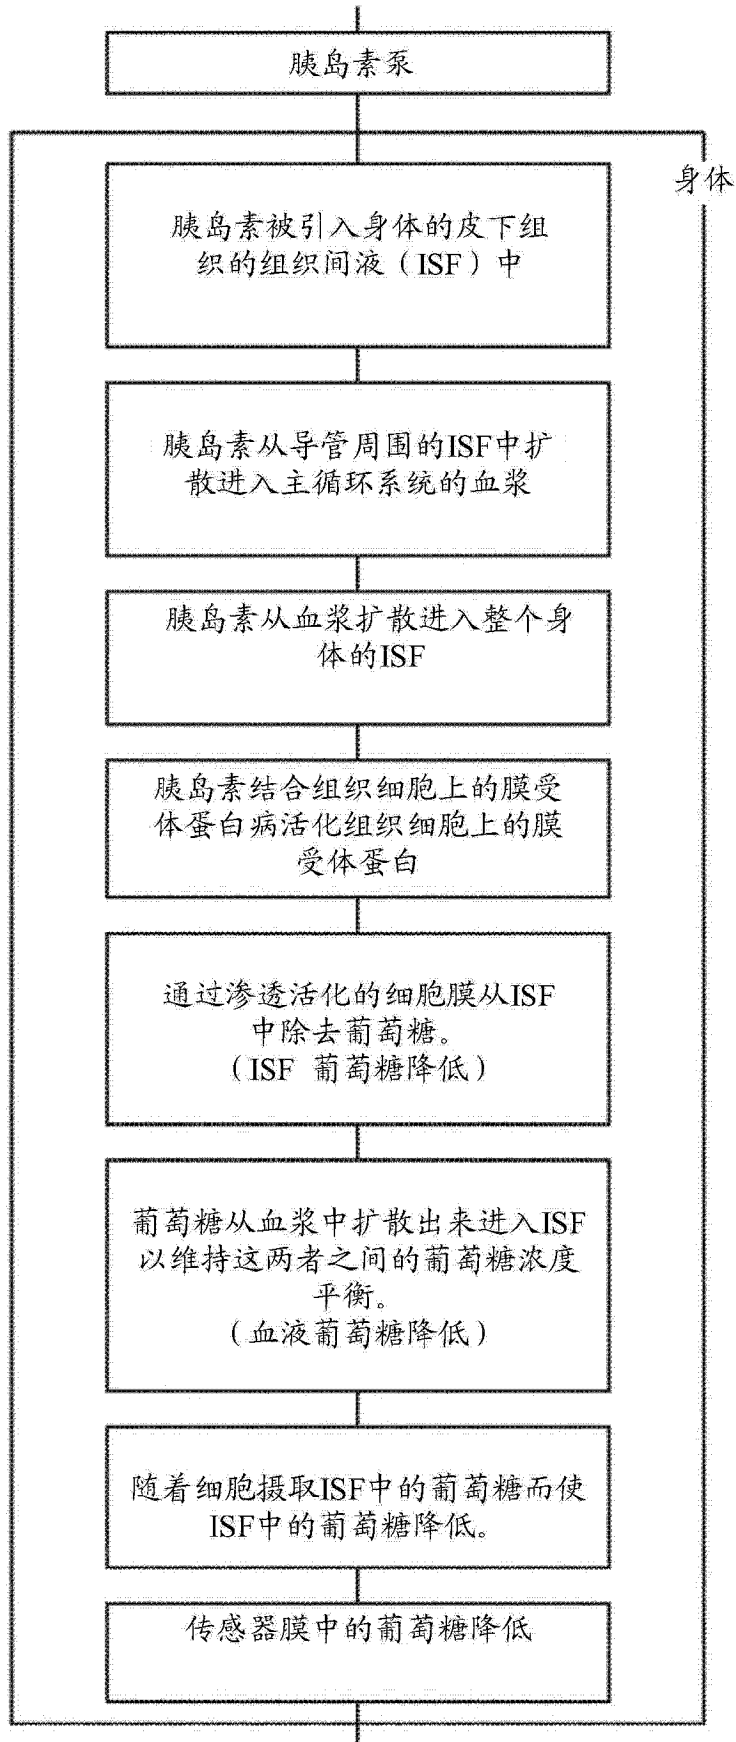 胰岛素泵
身体
胰岛素被引入身体的皮下组
织的组织间液（ISF）中
胰岛素从导管周围的ISF中扩
散进入主循环系统的血浆
胰岛素从血浆扩散进入整个身
体的ISF
胰岛素结合组织细胞上的膜受
体蛋白病活化组织细胞上的膜
受体蛋白
通过渗透活化的细胞膜从ISF
中除去葡萄糖。
（ISF 葡萄糖降低）
葡萄糖从血浆中扩散出来进入ISF
以维持这两者之间的葡萄糖浓度
平衡。
（血液葡萄糖降低）
随着细胞摄取ISF中的葡萄糖而使
ISF中的葡萄糖降低。
传感器膜中的葡萄糖降低